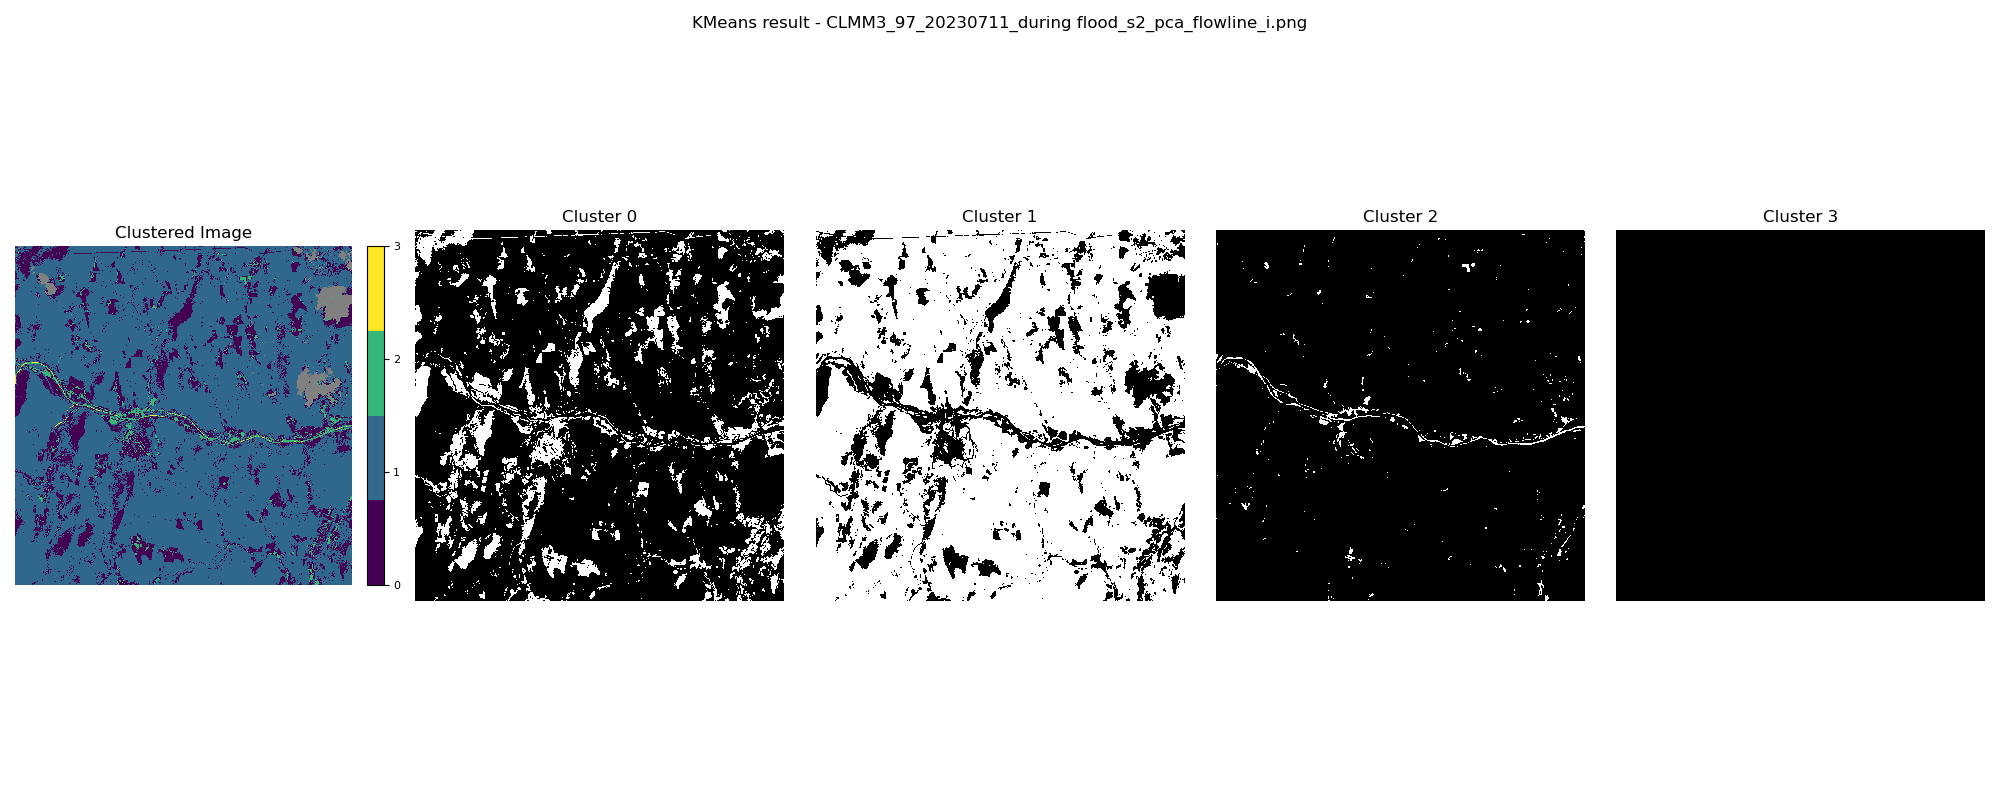 KMeans result - CLMM3_97_20230711_during flood_s2_pca_flowline_i.png
Clustered Image
Cluster 0
Cluster 1
Cluster 2
Cluster 3
3
2
1
0